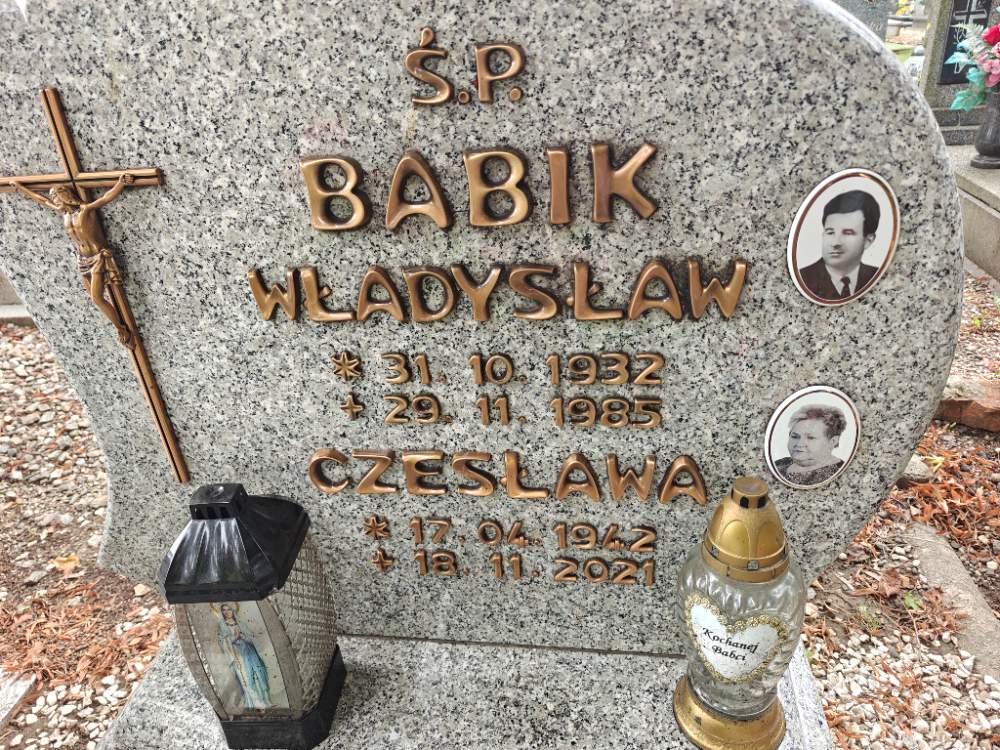 Ś.P.
BABIK
WŁADYSŁAW
* 31. 10. 1932
+ 29. 11. 1985
CZESŁAWA
* 17. 04. 1942
+ 18. 11. 2021
Kochanej
Babci